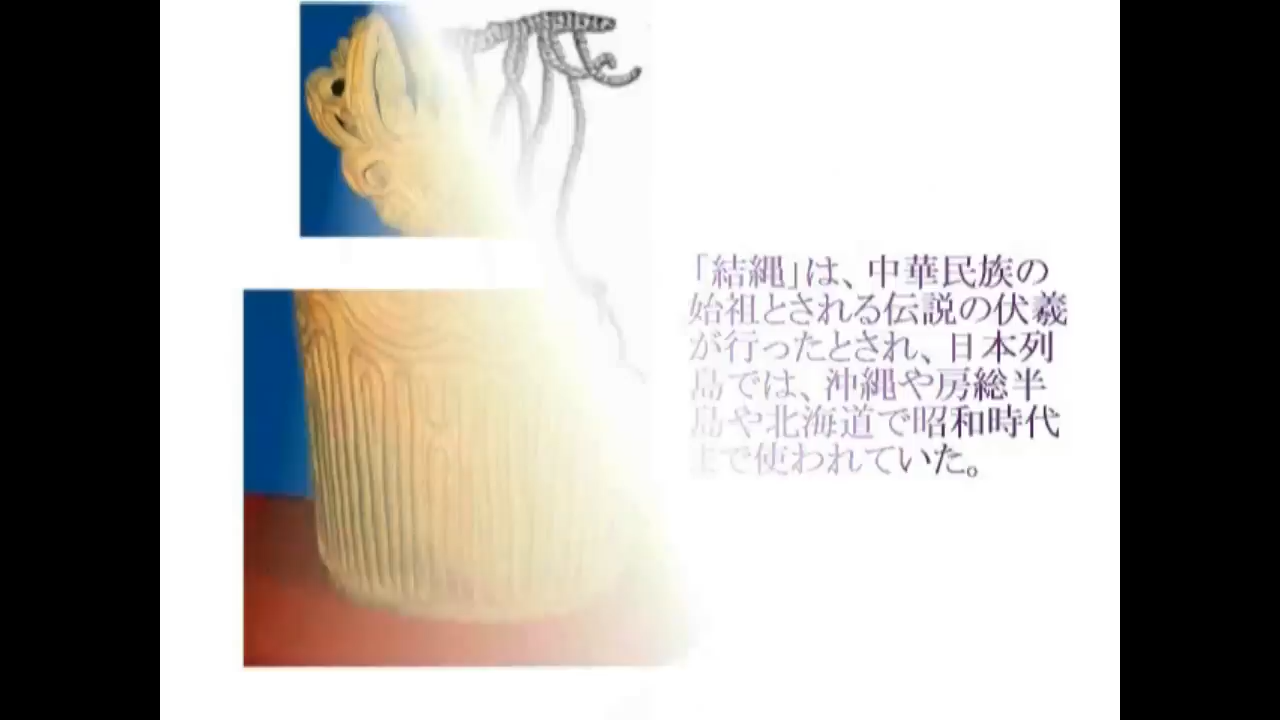 「結縄」は、中華民族の
始祖とされる伝説の伏羲
が行ったとされ、日本列
島では、沖縄や房総半
島や北海道で昭和時代
まで使われていた。